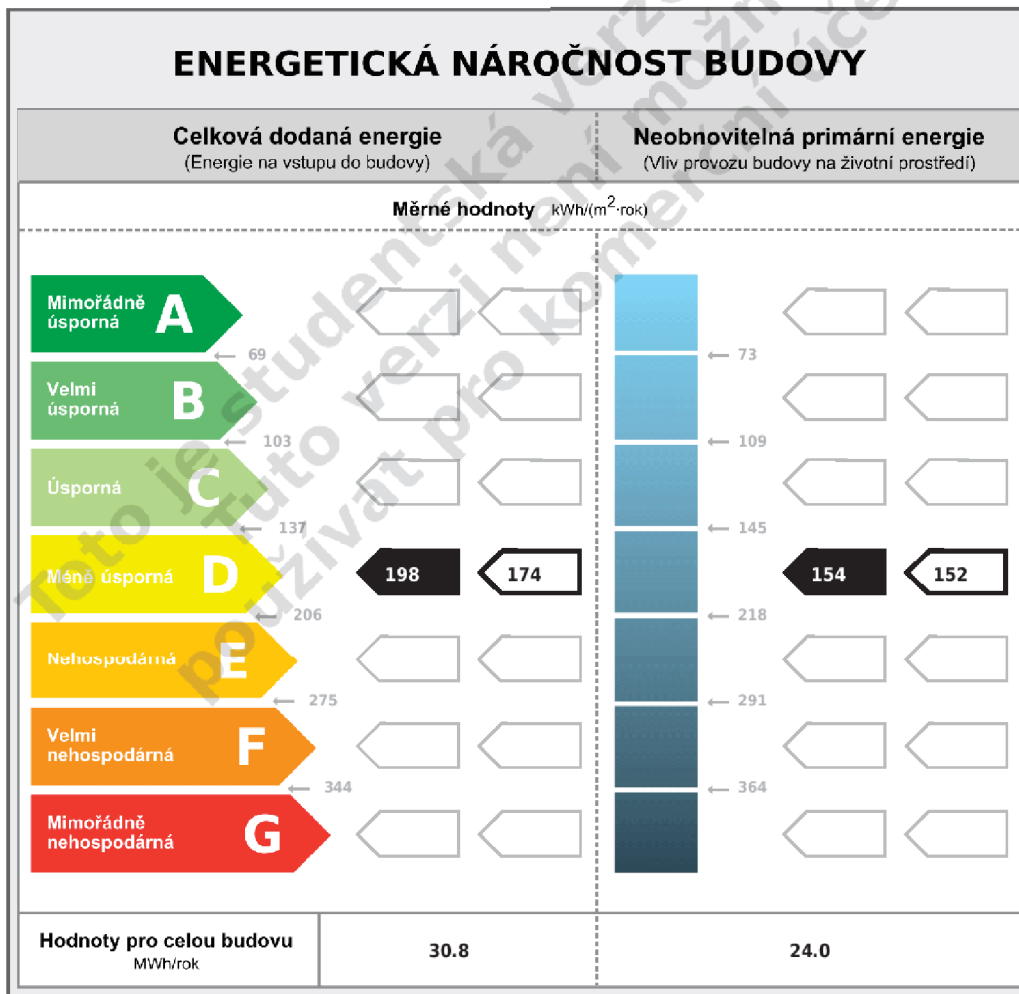 ENERGETICKÁ NÁROČNOST BUDOVY
Celková dodaná energie
(Energie na vstupu do budovy)
Neobnovitelná primární energie
(Vliv provozu budovy na životní prostředí)
Měrné hodnoty kWh/(m²·rok)
Mimořádně
úsporná
A
69
73
Velmi
úsporná
B
103
109
Úsporná
C
137
145
Méně úsporná
D
198
174
154
152
206
218
Nehospodárná
E
275
291
Velmi
nehospodárná
F
344
364
Mimořádně
nehospodárná
G
Hodnoty pro celou budovu
MWh/rok
30.8
24.0
Toto je studentská verze
Tuto verzi není možn
používat pro komerční úče